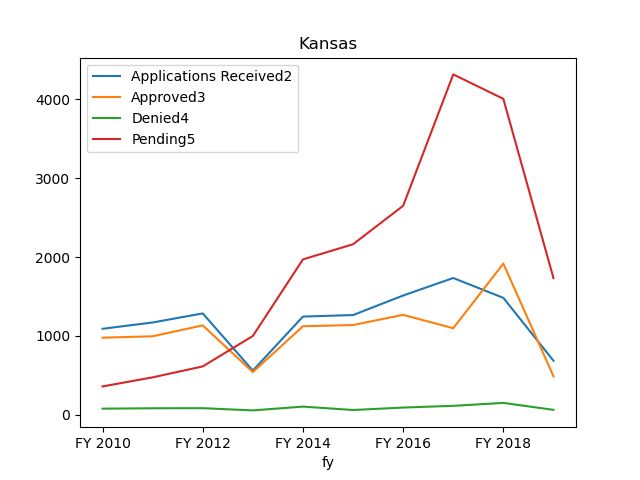 Kansas
Applications Received2
Approved3
Denied4
Pending5
4000
3000
2000
1000
0
FY 2010 FY 2012 FY 2014 FY 2016 FY 2018
fy